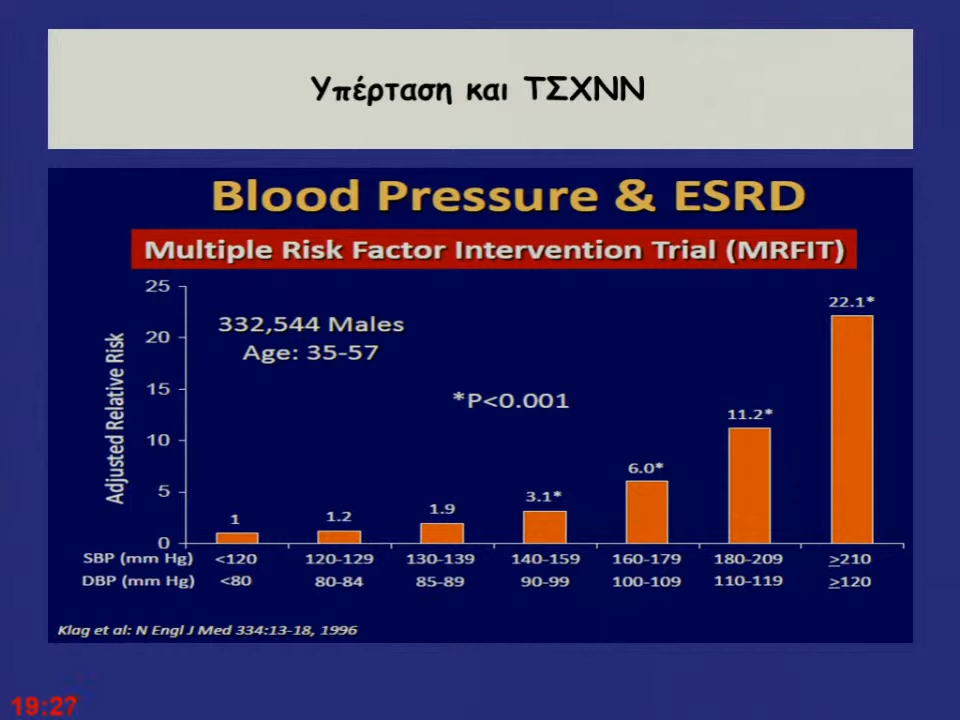 Υπέρταση και ΤΣΧΝΝ
Blood Pressure & ESRD
Multiple Risk Factor Intervention Trial (MRFIT)
25
20
15
10
5
0
Adjusted Relative Risk
332,544 Males
Age: 35-57
*P<0.001
1
1.2
1.9
3.1*
6.0*
11.2*
22.1*
SBP (mm Hg) <120 120-129 130-139 140-159 160-179 180-209 ≥210
DBP (mm Hg) <80 80-84 85-89 90-99 100-109 110-119 ≥120
Klag et al: N Engl J Med 334:13-18, 1996
19:27